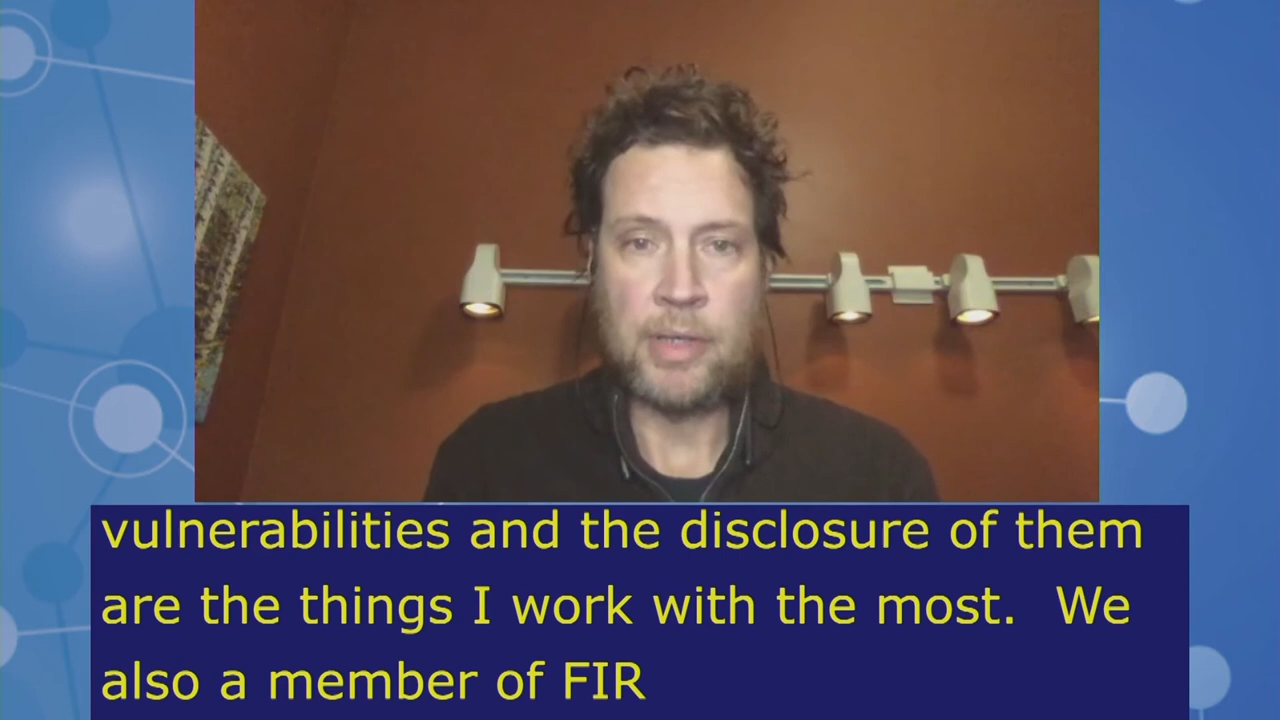 vulnerabilities and the disclosure of them
are the things I work with the most.  We
also a member of FIR